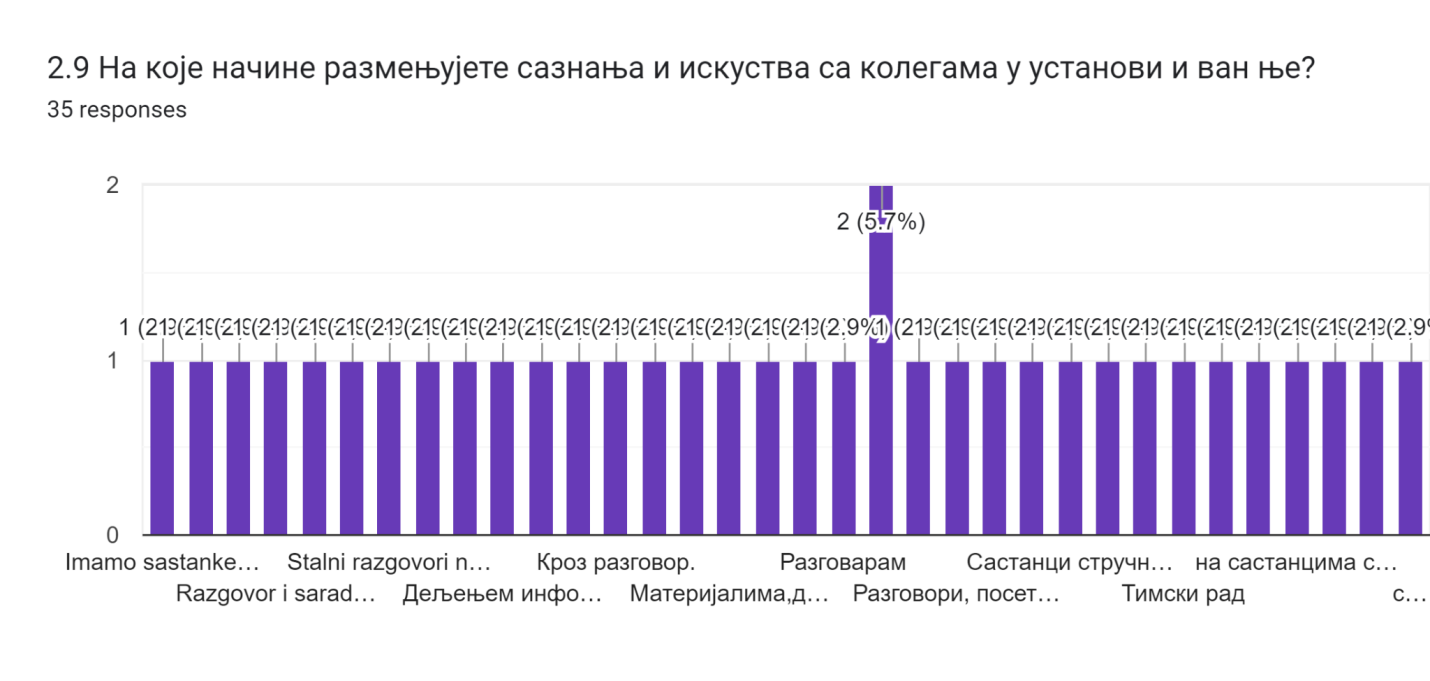 2.9 На које начине размењујете сазнања и искуства са колегама у установи и ван ње?
35 responses
2
2 (5.7%)
1
0
Imamo sastanke…
Stalni razgovori n…
Кроз разговор.
Разговарам
Састанци стручн…
на састанцима с…
Razgovor i sarad…
Дељењем инфо…
Материјалима,д…
Разговори, посет…
Тимски рад
с…